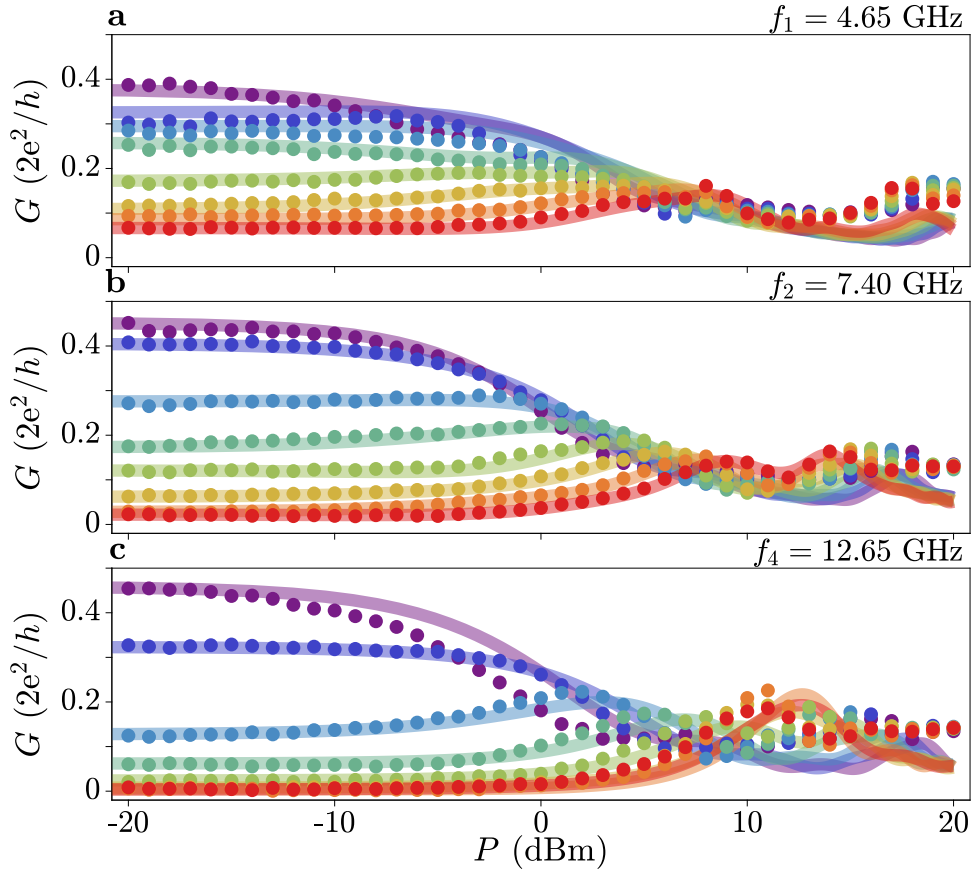 a f₁ = 4.65 GHz
G (2e²/h)
0.4
0.2
0
b f₂ = 7.40 GHz
G (2e²/h)
0.4
0.2
0
c f₄ = 12.65 GHz
G (2e²/h)
0.4
0.2
0
-20 -10 0 10 20
P (dBm)